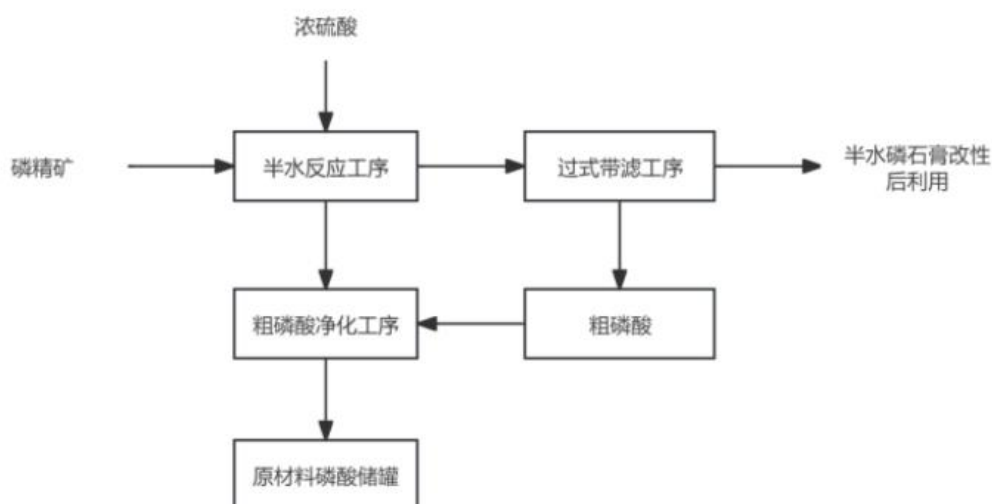 浓硫酸
磷精矿
半水反应工序
过式带滤工序
半水磷石膏改性
后利用
粗磷酸净化工序
粗磷酸
原材料磷酸储罐